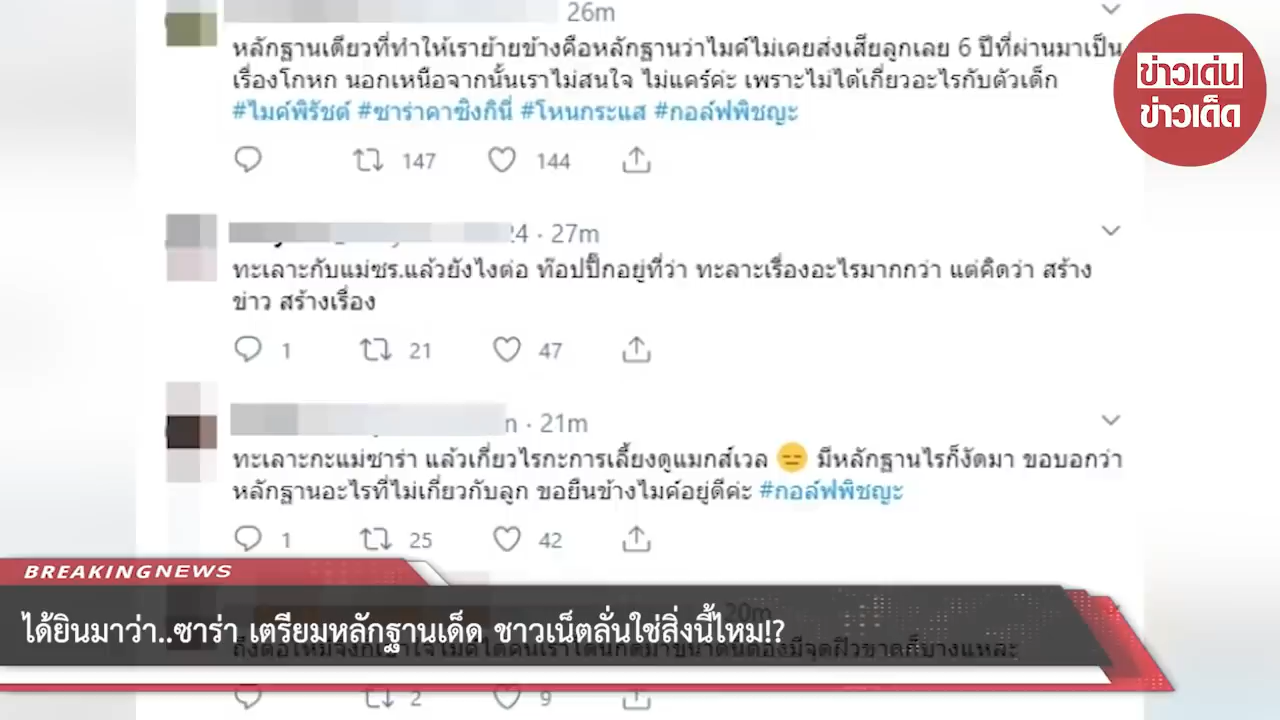 26m
ข่าวเด่น
ข่าวเด็ด
หลักฐานเดียวที่ทำให้เราย้ายข้างคือหลักฐานว่าไมค์ไม่เคยส่งเสียลูกเลย 6 ปีที่ผ่านมาเป็น
เรื่องโกหก นอกเหนือจากนั้นเราไม่สนใจ ไม่แคร์ค่ะ เพราะไม่ได้เกี่ยวอะไรกับตัวเด็ก
#ไมค์พิรัชต์ #ซาร่าคาซิงกินี่ #โหนกระแส #กอล์ฟพิชญะ
147 144
24 · 27m
ทะเลาะกับแม่ซร.แล้วยังไงต่อ ท๊อปปิ๊กอยู่ที่ว่า ทะลาะเรื่องอะไรมากกว่า แต่คิดว่า สร้าง
ข่าว สร้างเรื่อง
1 21 47
n · 21m
ทะเลาะกะแม่ซาร่า แล้วเกี่ยวไรกะการเลี้ยงดูแมกส์เวล 😑 มีหลักฐานไรก็งัดมา ขอบอกว่า
หลักฐานอะไรที่ไม่เกี่ยวกับลูก ขอยืนข้างไมค์อยู่ดีค่ะ #กอล์ฟพิชญะ
1 25 42
BREAKINGNEWS
20m
ได้ยินมาว่า..ซาร่า เตรียมหลักฐานเด็ด ชาวเน็ตลั่นใช่สิ่งนี้ไหม!?
2 9